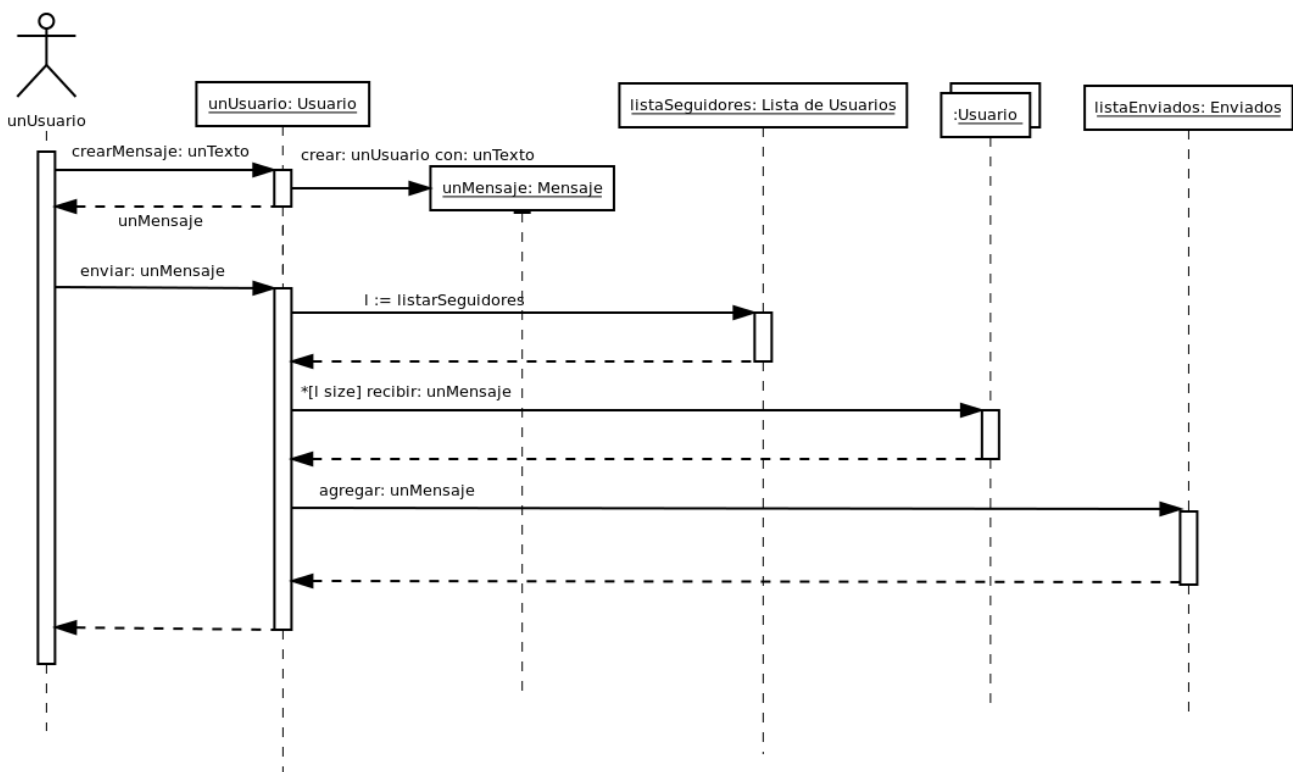 unUsuario
unUsuario: Usuario
listaSeguidores: Lista de Usuarios
:Usuario
listaEnviados: Enviados
crearMensaje: unTexto
crear: unUsuario con: unTexto
unMensaje: Mensaje
unMensaje
enviar: unMensaje
l := listarSeguidores
*[l size] recibir: unMensaje
agregar: unMensaje